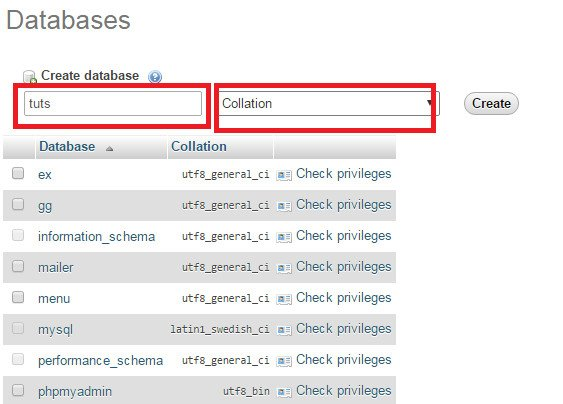 Databases
Create database
tuts Collation Create
Database Collation
ex utf8_general_ci Check privileges
gg utf8_general_ci Check privileges
information_schema utf8_general_ci Check privileges
mailer utf8_general_ci Check privileges
menu utf8_general_ci Check privileges
mysql latin1_swedish_ci Check privileges
performance_schema utf8_general_ci Check privileges
phpmyadmin utf8_bin Check privileges